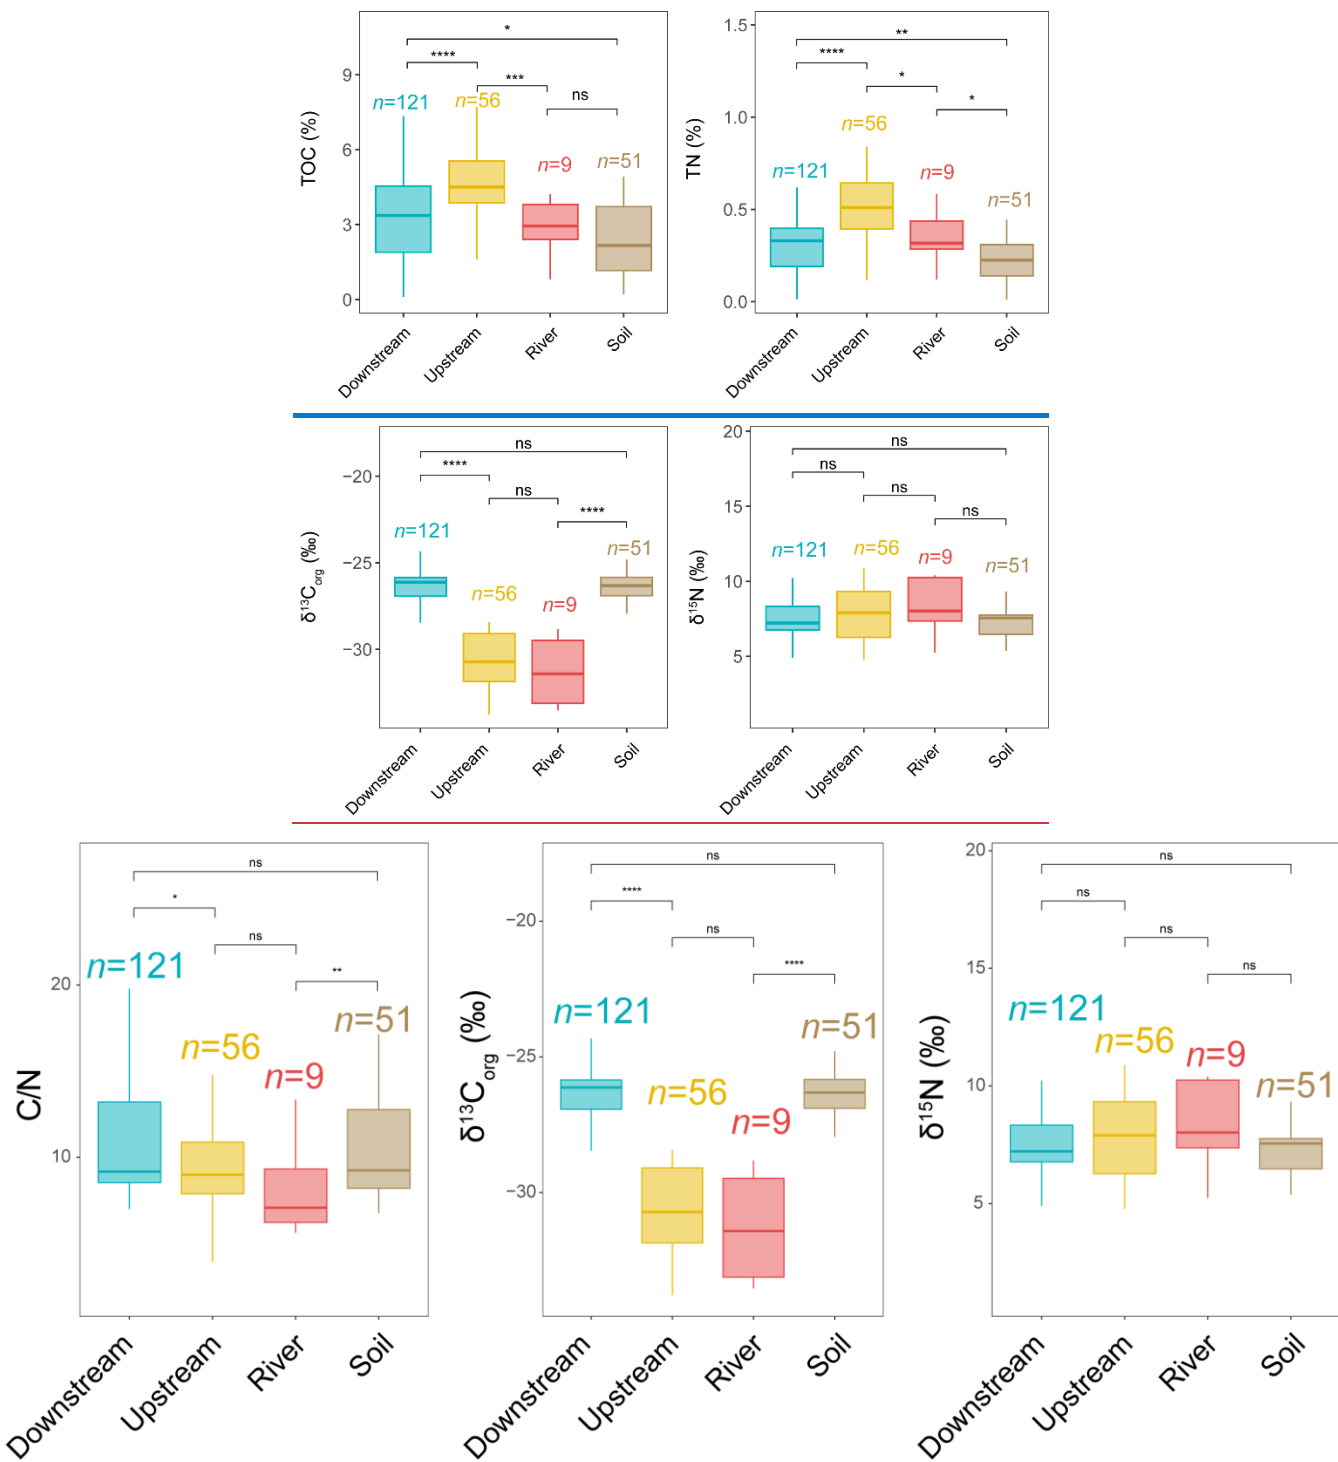 *
****
***
ns
n=121
n=56
n=9
n=51
TOC (%)
9
6
3
0
Downstream
Upstream
River
Soil
**
****
*
*
n=121
n=56
n=9
n=51
TN (%)
1.5
1.0
0.5
0.0
Downstream
Upstream
River
Soil
ns
****
ns
****
n=121
n=56
n=9
n=51
δ¹³C_org (‰)
−20
−25
−30
Downstream
Upstream
River
Soil
ns
ns
ns
ns
n=121
n=56
n=9
n=51
δ¹⁵N (‰)
20
15
10
5
Downstream
Upstream
River
Soil
ns
*
ns
**
n=121
n=56
n=9
n=51
C/N
20
10
Downstream
Upstream
River
Soil
ns
****
ns
****
n=121
n=56
n=9
n=51
δ¹³C_org (‰)
−20
−25
−30
Downstream
Upstream
River
Soil
ns
ns
ns
ns
n=121
n=56
n=9
n=51
δ¹⁵N (‰)
20
15
10
5
Downstream
Upstream
River
Soil